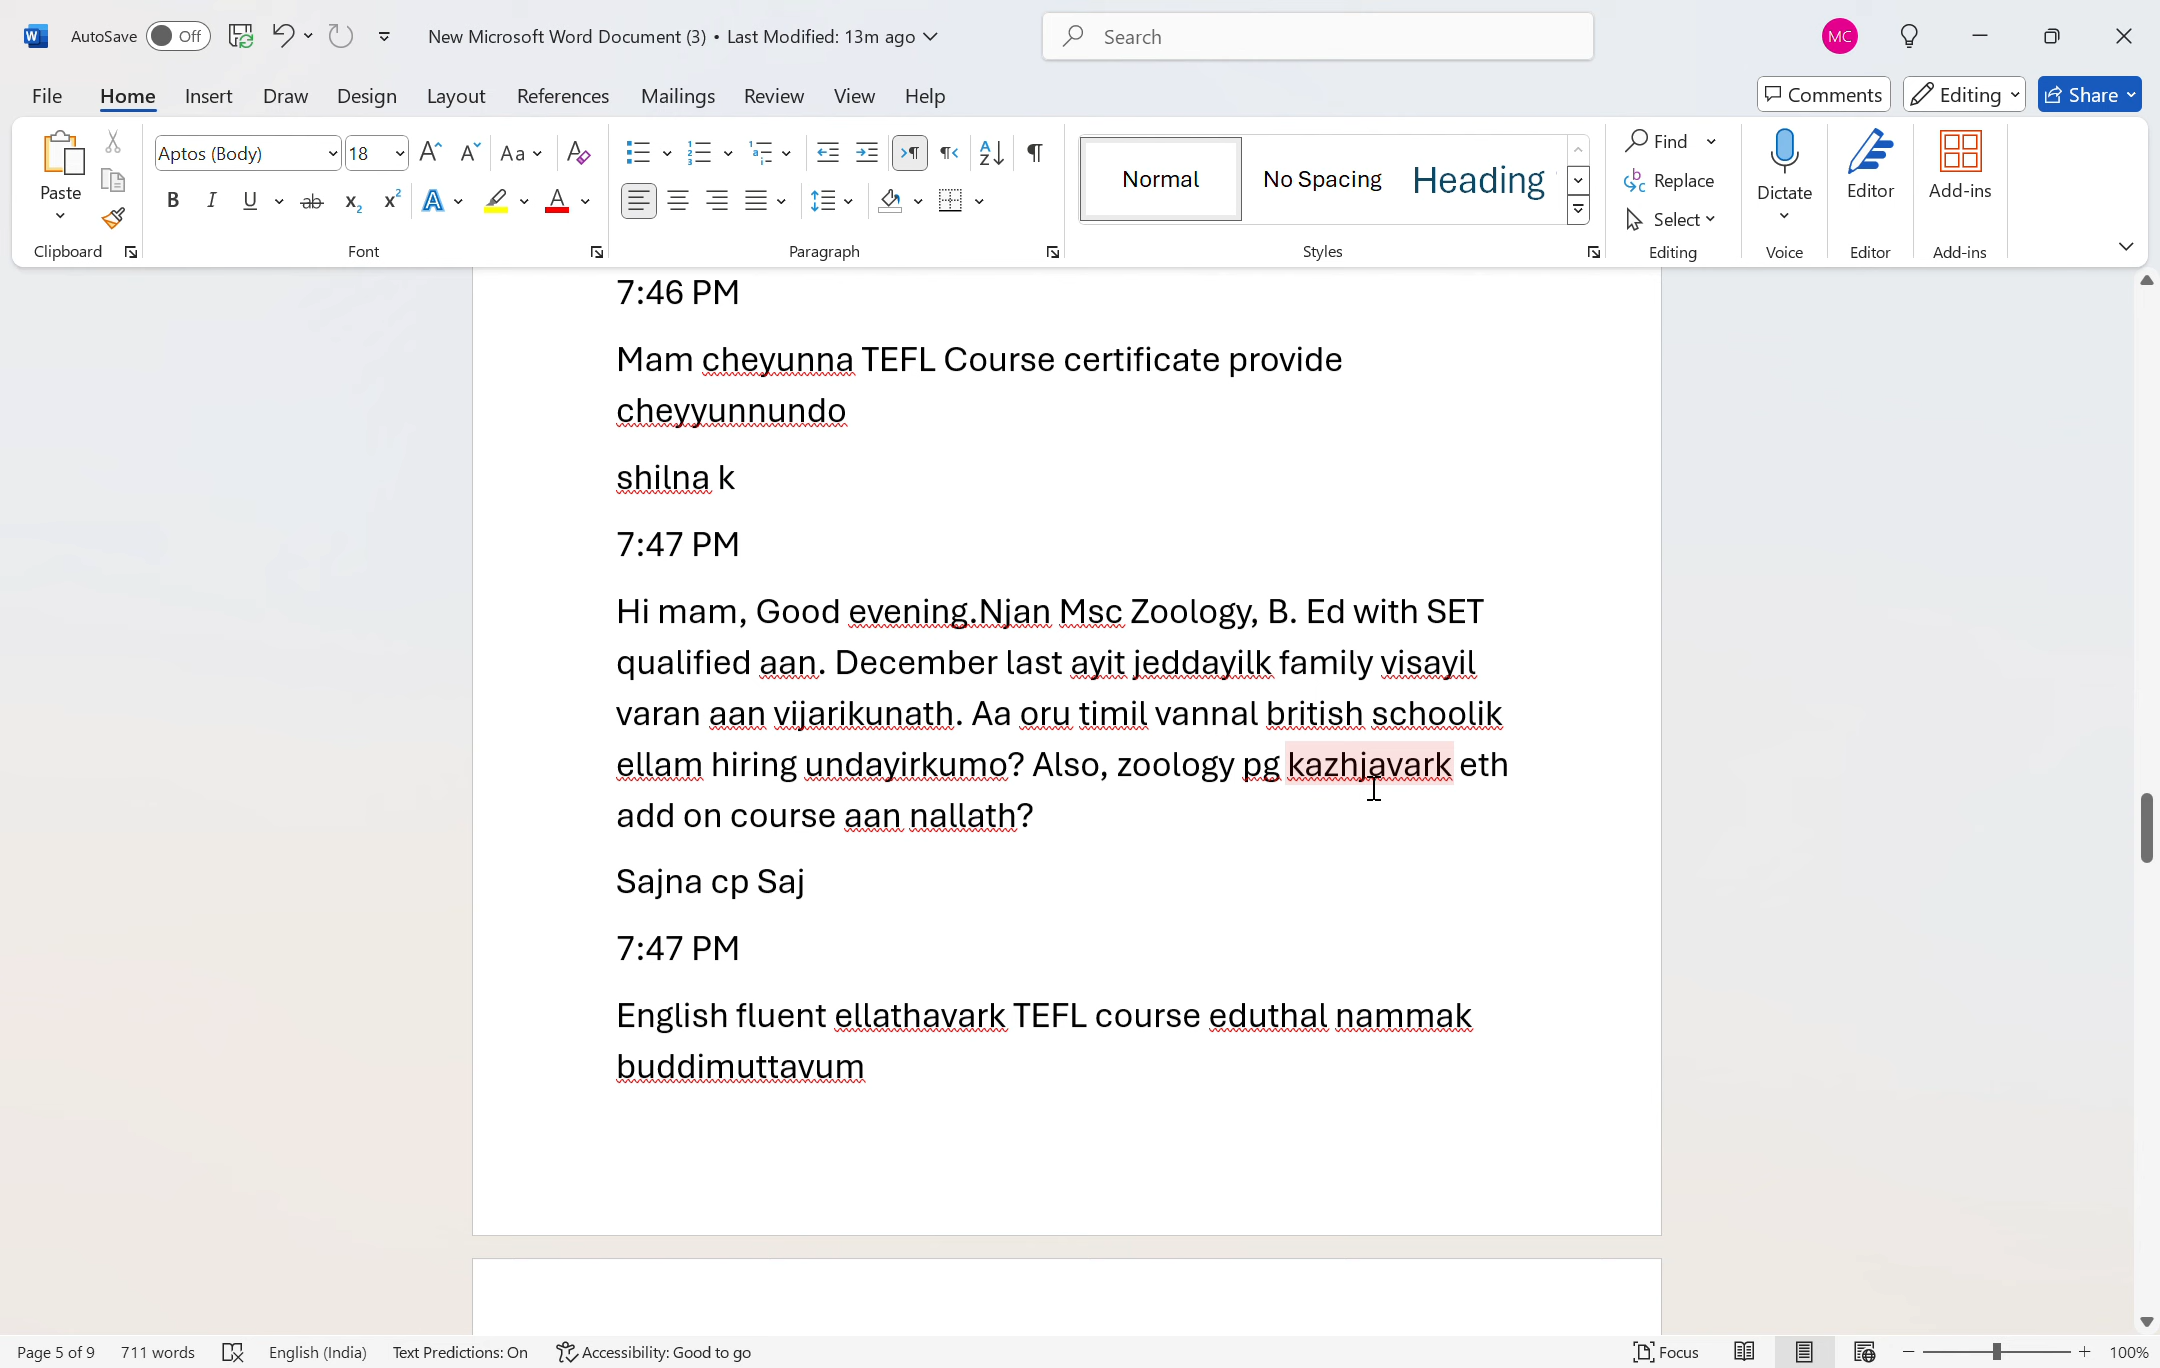 AutoSave Off New Microsoft Word Document (3) • Last Modified: 13m ago Search MC
File Home Insert Draw Design Layout References Mailings Review View Help Comments Editing Share
Paste Aptos (Body) 18 Normal No Spacing Heading Find Replace Select Dictate Editor Add-ins
Clipboard Font Paragraph Styles Editing Voice Editor Add-ins
7:46 PM
Mam cheyunna TEFL Course certificate provide
cheyyunnundo
shilna k
7:47 PM
Hi mam, Good evening.Njan Msc Zoology, B. Ed with SET
qualified aan. December last ayit jeddayilk family visayil
varan aan vijarikunath. Aa oru timil vannal british schoolik
ellam hiring undayirkumo? Also, zoology pg kazhjavark eth
add on course aan nallath?
Sajna cp Saj
7:47 PM
English fluent ellathavark TEFL course eduthal nammak
buddimuttavum
Page 5 of 9 711 words English (India) Text Predictions: On Accessibility: Good to go Focus 100%